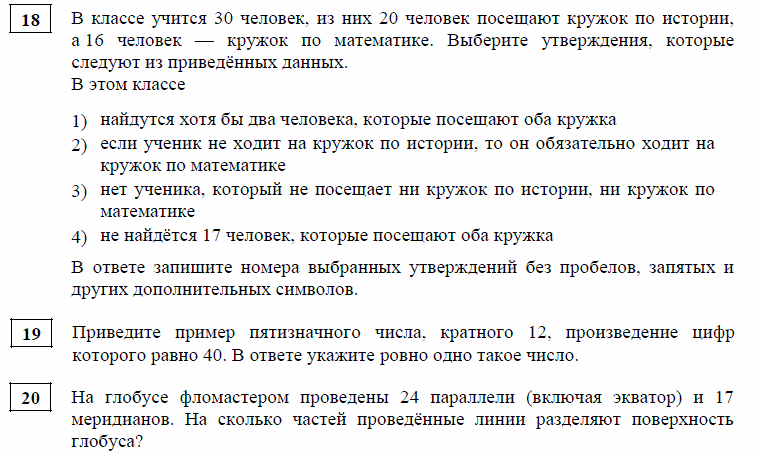 18 В классе учится 30 человек, из них 20 человек посещают кружок по истории,
а 16 человек — кружок по математике. Выберите утверждения, которые
следуют из приведённых данных.
В этом классе
1) найдутся хотя бы два человека, которые посещают оба кружка
2) если ученик не ходит на кружок по истории, то он обязательно ходит на
кружок по математике
3) нет ученика, который не посещает ни кружок по истории, ни кружок по
математике
4) не найдётся 17 человек, которые посещают оба кружка
В ответе запишите номера выбранных утверждений без пробелов, запятых и
других дополнительных символов.
19 Приведите пример пятизначного числа, кратного 12, произведение цифр
которого равно 40. В ответе укажите ровно одно такое число.
20 На глобусе фломастером проведены 24 параллели (включая экватор) и 17
меридианов. На сколько частей проведённые линии разделяют поверхность
глобуса?